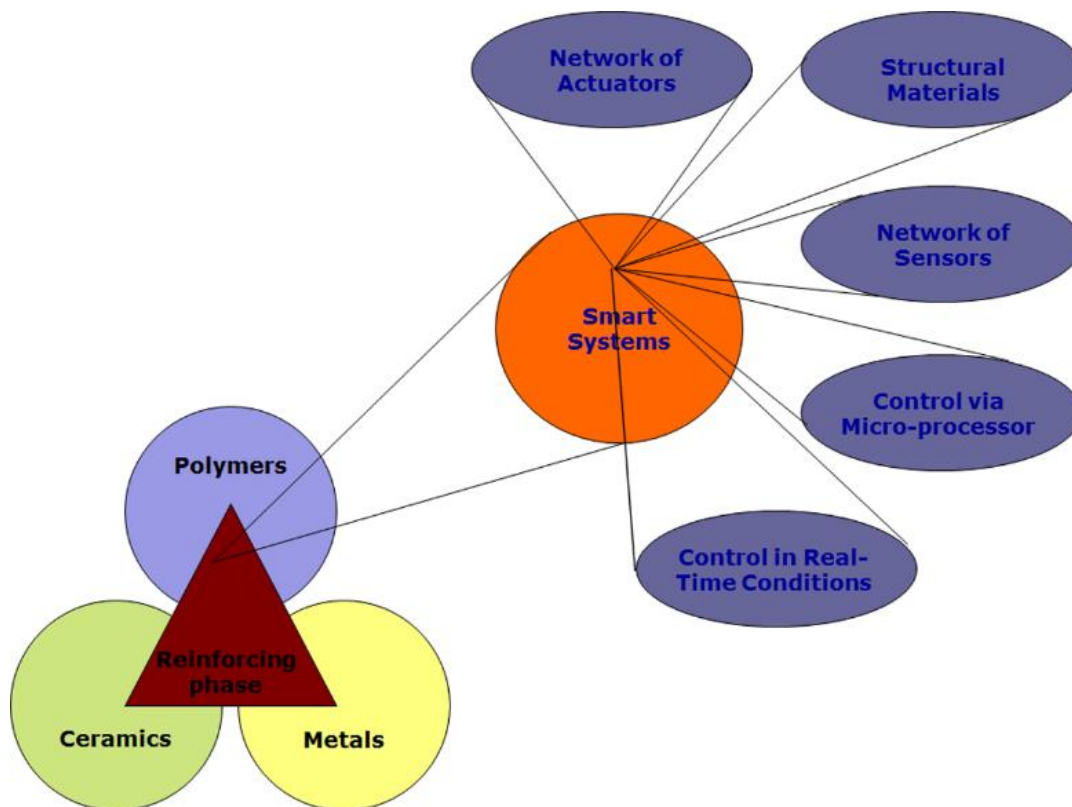 Network of
Actuators
Structural
Materials
Network of
Sensors
Smart
Systems
Control via
Micro-processor
Polymers
Control in Real-
Time Conditions
Reinforcing
phase
Ceramics
Metals